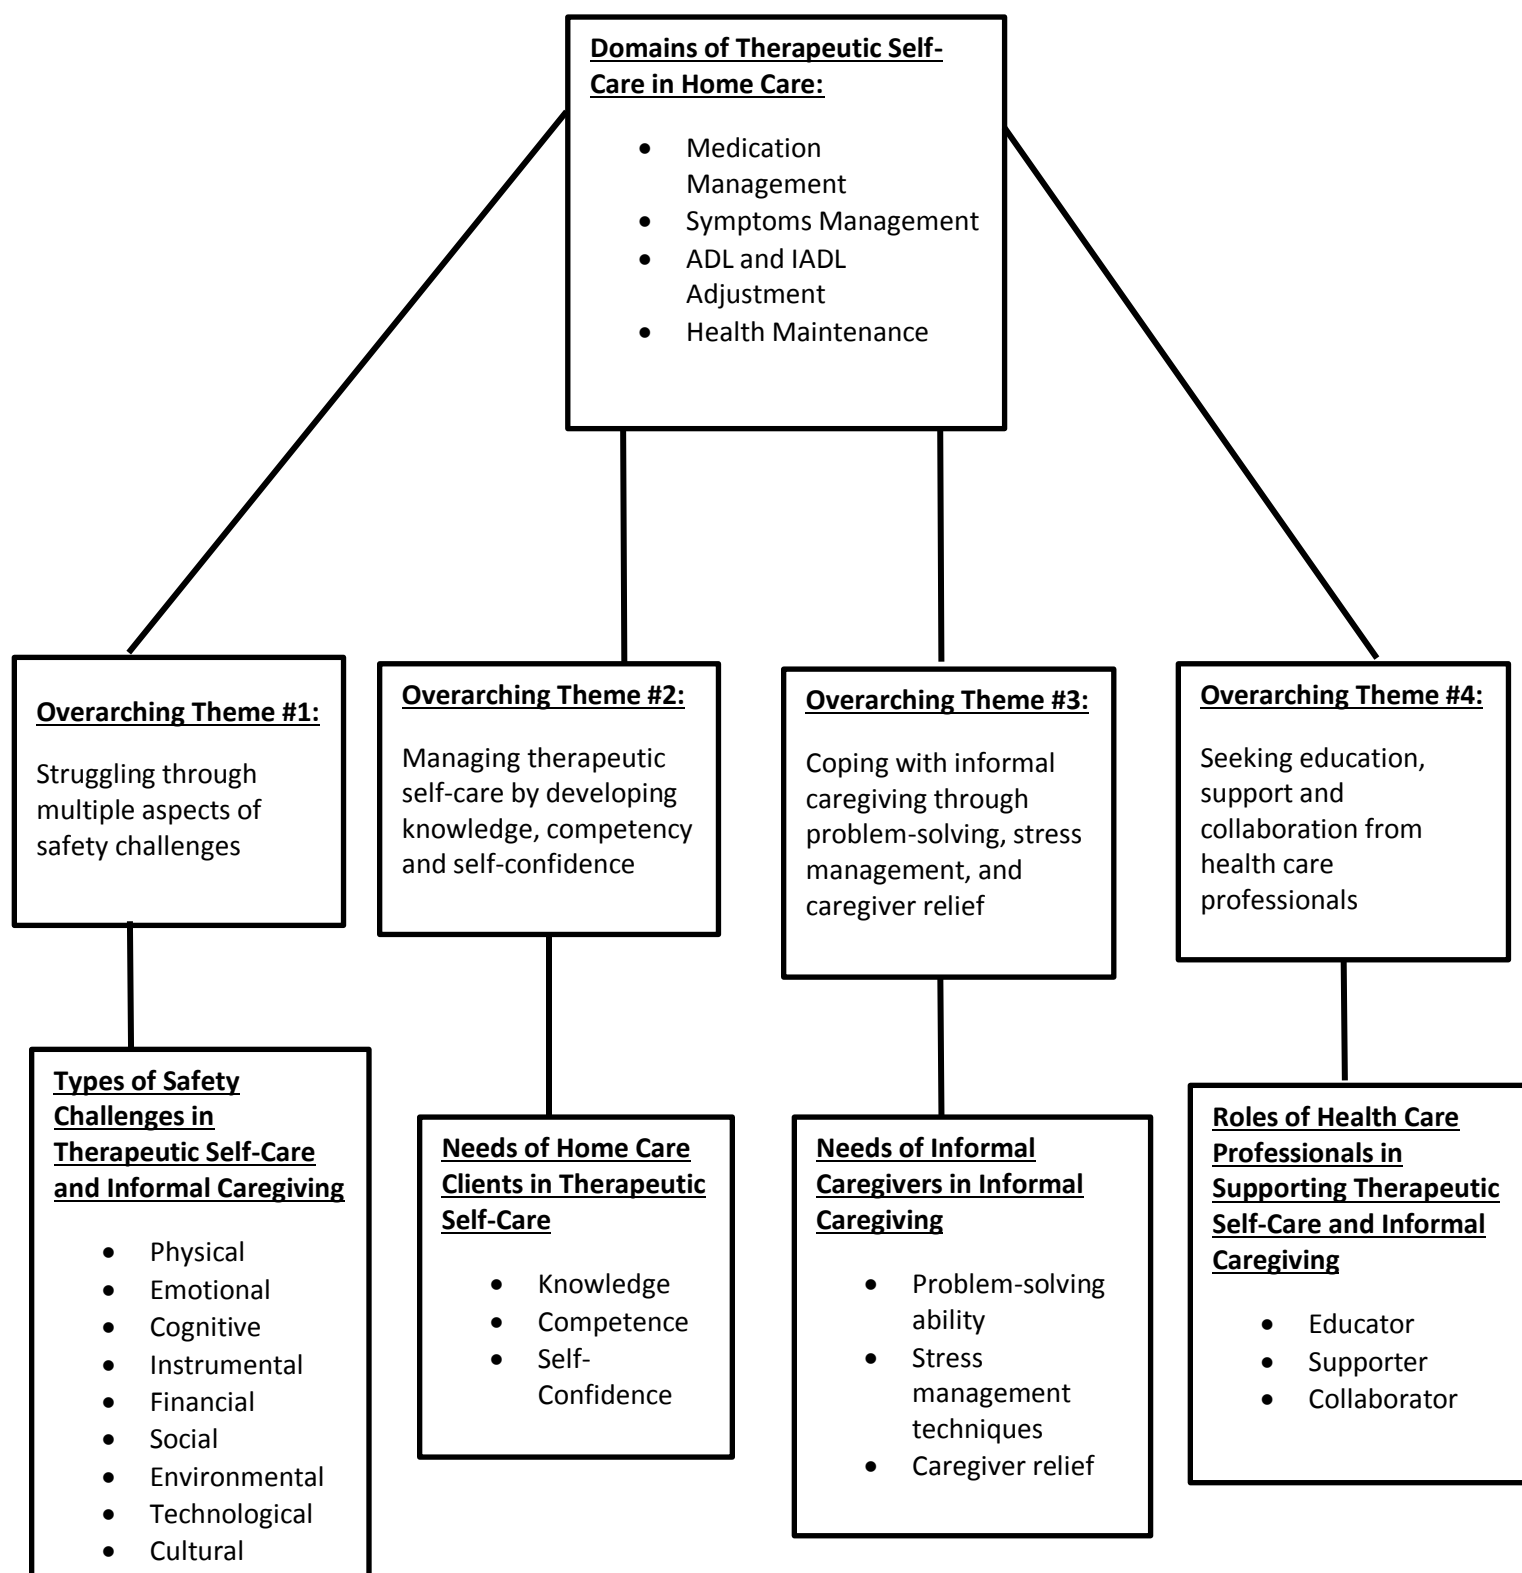 Domains of Therapeutic Self-
Care in Home Care:
• Medication
Management
• Symptoms Management
• ADL and IADL
Adjustment
• Health Maintenance
Overarching Theme #1:
Struggling through
multiple aspects of
safety challenges
Overarching Theme #2:
Managing therapeutic
self-care by developing
knowledge, competency
and self-confidence
Overarching Theme #3:
Coping with informal
caregiving through
problem-solving, stress
management, and
caregiver relief
Overarching Theme #4:
Seeking education,
support and
collaboration from
health care
professionals
Types of Safety
Challenges in
Therapeutic Self-Care
and Informal Caregiving
• Physical
• Emotional
• Cognitive
• Instrumental
• Financial
• Social
• Environmental
• Technological
• Cultural
Needs of Home Care
Clients in Therapeutic
Self-Care
• Knowledge
• Competence
• Self-
Confidence
Needs of Informal
Caregivers in Informal
Caregiving
• Problem-solving
ability
• Stress
management
techniques
• Caregiver relief
Roles of Health Care
Professionals in
Supporting Therapeutic
Self-Care and Informal
Caregiving
• Educator
• Supporter
• Collaborator